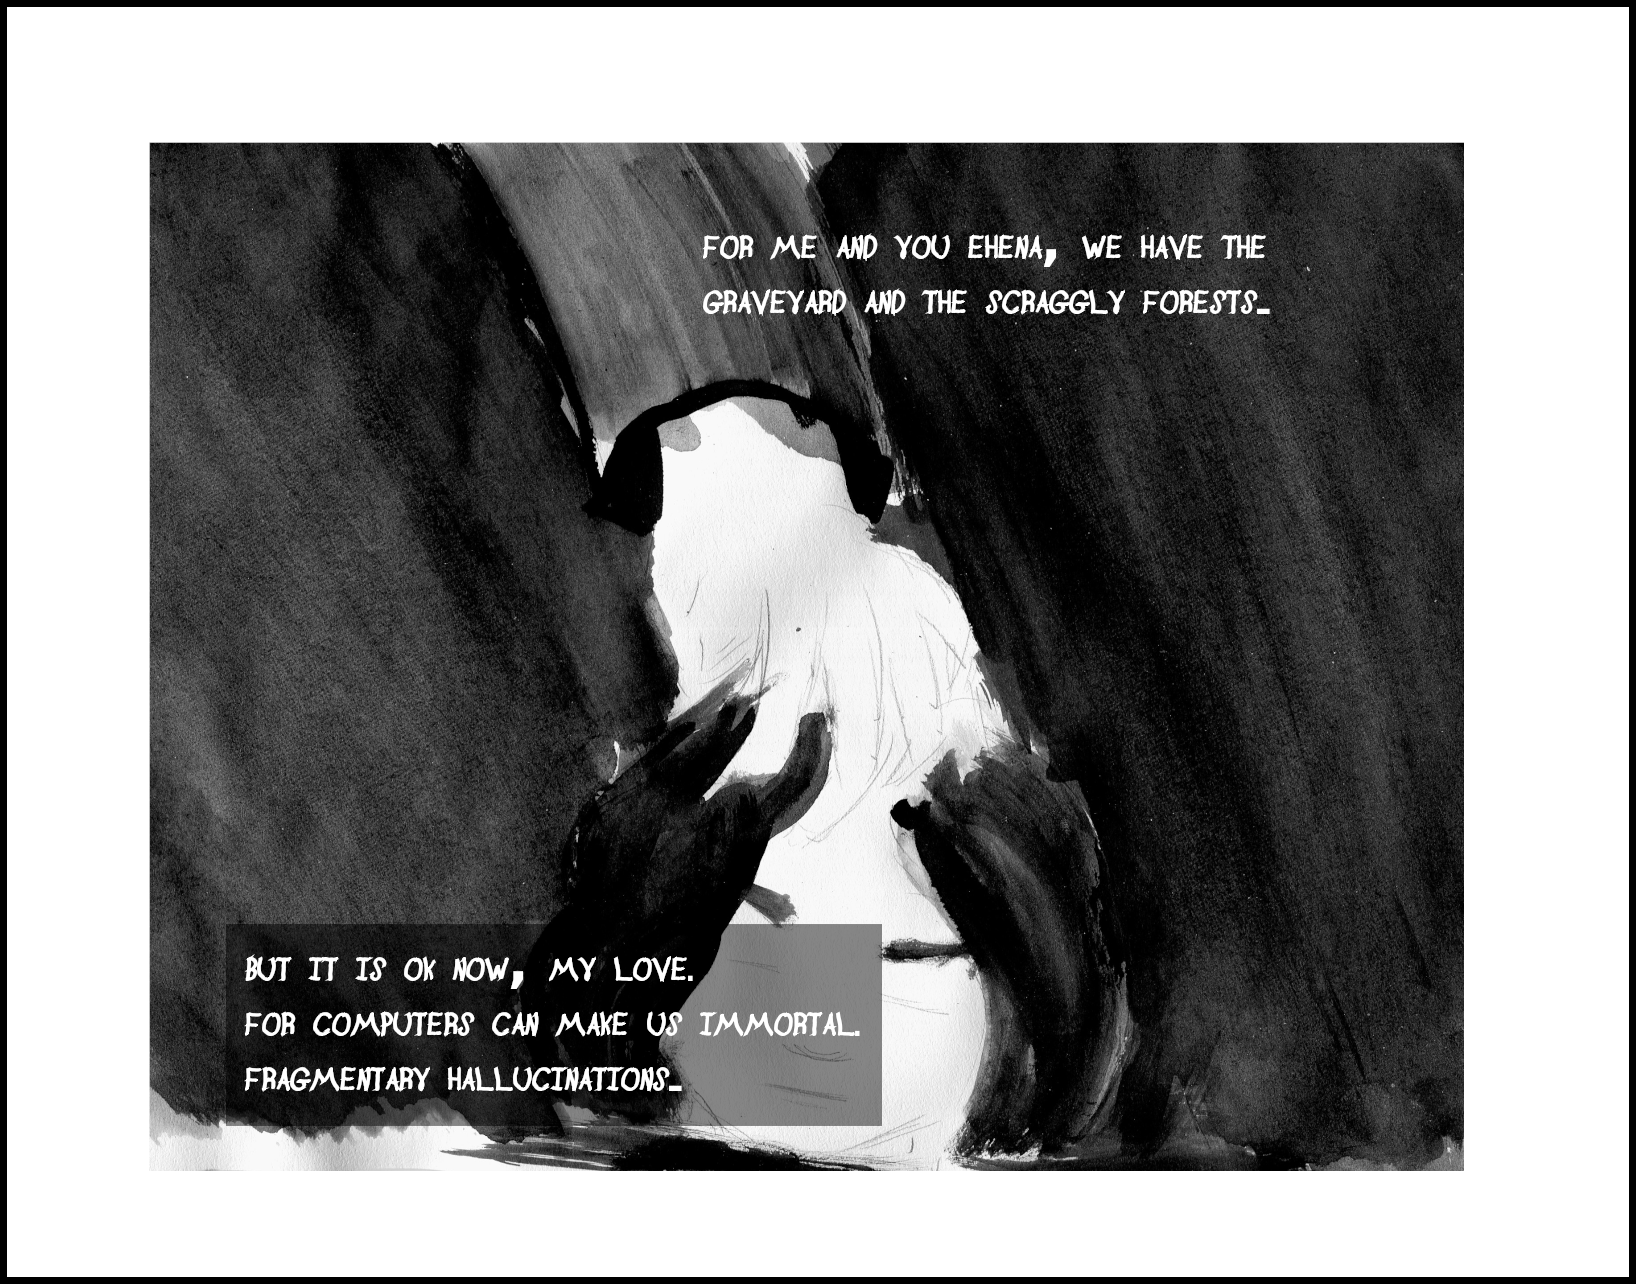 FOR ME AND YOU EHENA, WE HAVE THE
GRAVEYARD AND THE SCRAGGLY FORESTS_
BUT IT IS OK NOW, MY LOVE.
FOR COMPUTERS CAN MAKE US IMMORTAL.
FRAGMENTARY HALLUCINATIONS_